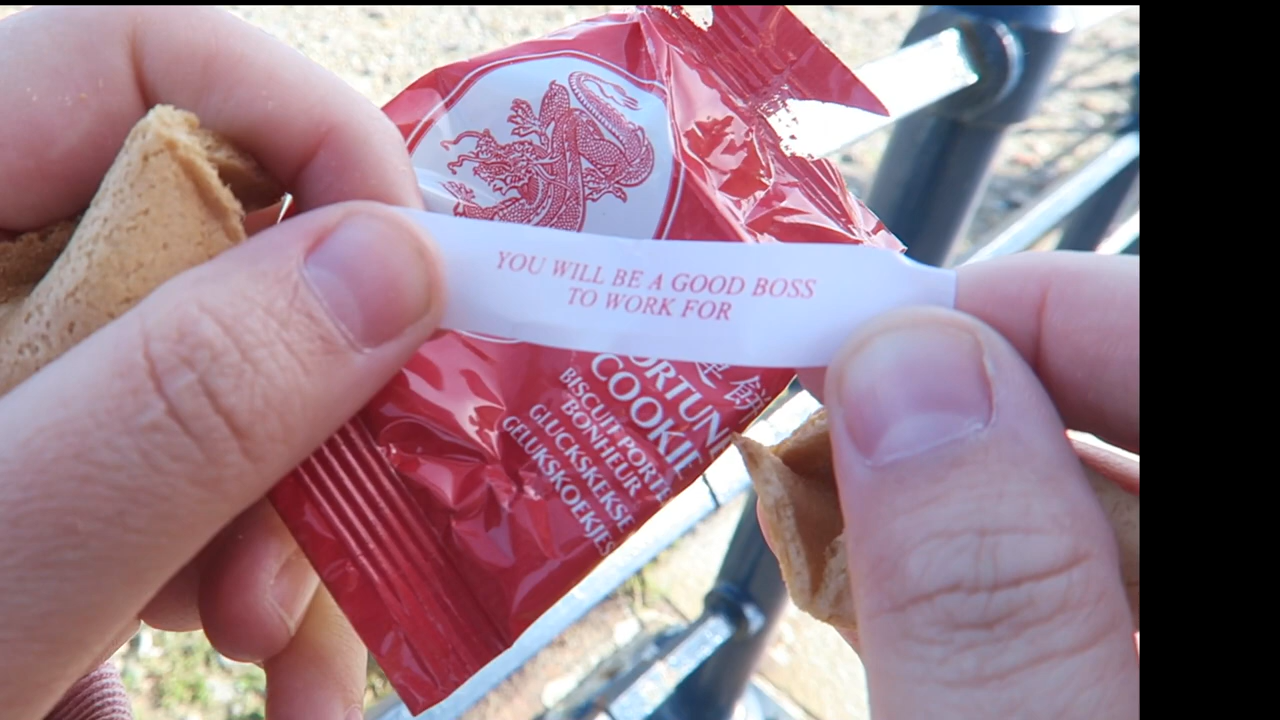 YOU WILL BE A GOOD BOSS
TO WORK FOR
COOKIE
BISCUIT PORTE
BONHEUR
GLUCKSKEKSE
GELUKSKOEKJES